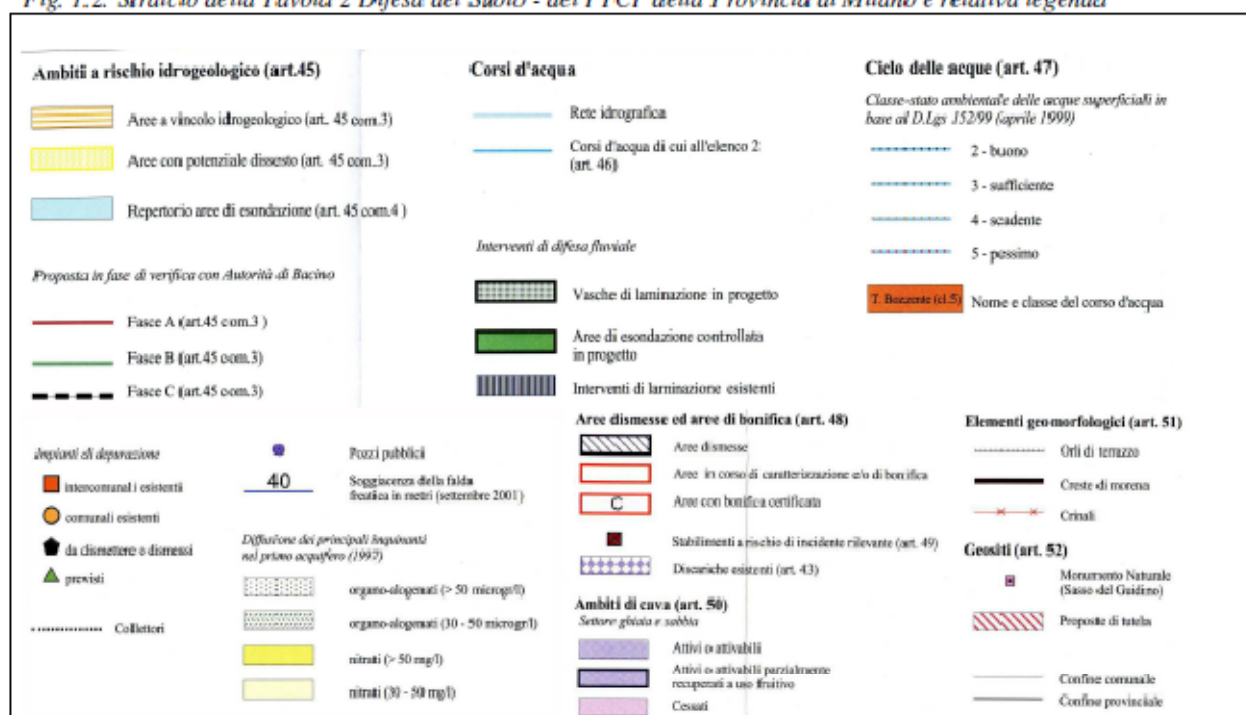 Fig. 1.2. Stralcio della Tavola 2 Difesa del Suolo - del PTCP della Provincia di Milano e relativa legenda
Ambiti a rischio idrogeologico (art.45)
Aree a vincolo idrogeologico (art. 45 com.3)
Aree con potenziale dissesto (art. 45 com.3)
Repertorio aree di esondazione (art. 45 com.4 )
Proposta in fase di verifica con Autorità di Bacino
Fasce A (art.45 com.3 )
Fasce B (art.45 com.3)
Fasce C (art.45 com.3)
Corsi d'acqua
Rete idrografica
Corsi d'acqua di cui all'elenco 2
(art. 46)
Interventi di difesa fluviale
Vasche di laminazione in progetto
Aree di esondazione controllata
in progetto
Interventi di laminazione esistenti
Ciclo delle acque (art. 47)
Classe-stato ambientale delle acque superficiali in
base al D.Lgs 152/99 (aprile 1999)
2 - buono
3 - sufficiente
4 - scadente
5 - pessimo
T. Bozzente (cl.5)
Nome e classe del corso d'acqua
Impianti di depurazione
intercomunali esistenti
comunali esistenti
da dismettere o dismessi
previsti
Collettori
Pozzi pubblici
40
Soggiacenza della falda
freatica in metri (settembre 2001)
Diffusione dei principali inquinanti
nel primo acquifero (1997)
organo-alogenati (> 50 microgr/l)
organo-alogenati (30 - 50 microgr/l)
nitrati (> 50 mg/l)
nitrati (30 - 50 mg/l)
Aree dismesse ed aree di bonifica (art. 48)
Aree dismesse
Aree in corso di caratterizzazione e/o di bonifica
C
Aree con bonifica certificata
Stabilimenti a rischio di incidente rilevante (art. 49)
Discariche esistenti (art. 43)
Ambiti di cava (art. 50)
Settore ghiaia e sabbia
Attivi o attivabili
Attivi o attivabili parzialmente
recuperati a uso fruitivo
Cessati
Elementi geomorfologici (art. 51)
Orli di terrazzo
Creste di morena
Crinali
Geositi (art. 52)
Monumento Naturale
(Sasso del Guidino)
Proposte di tutela
Confine comunale
Confine provinciale